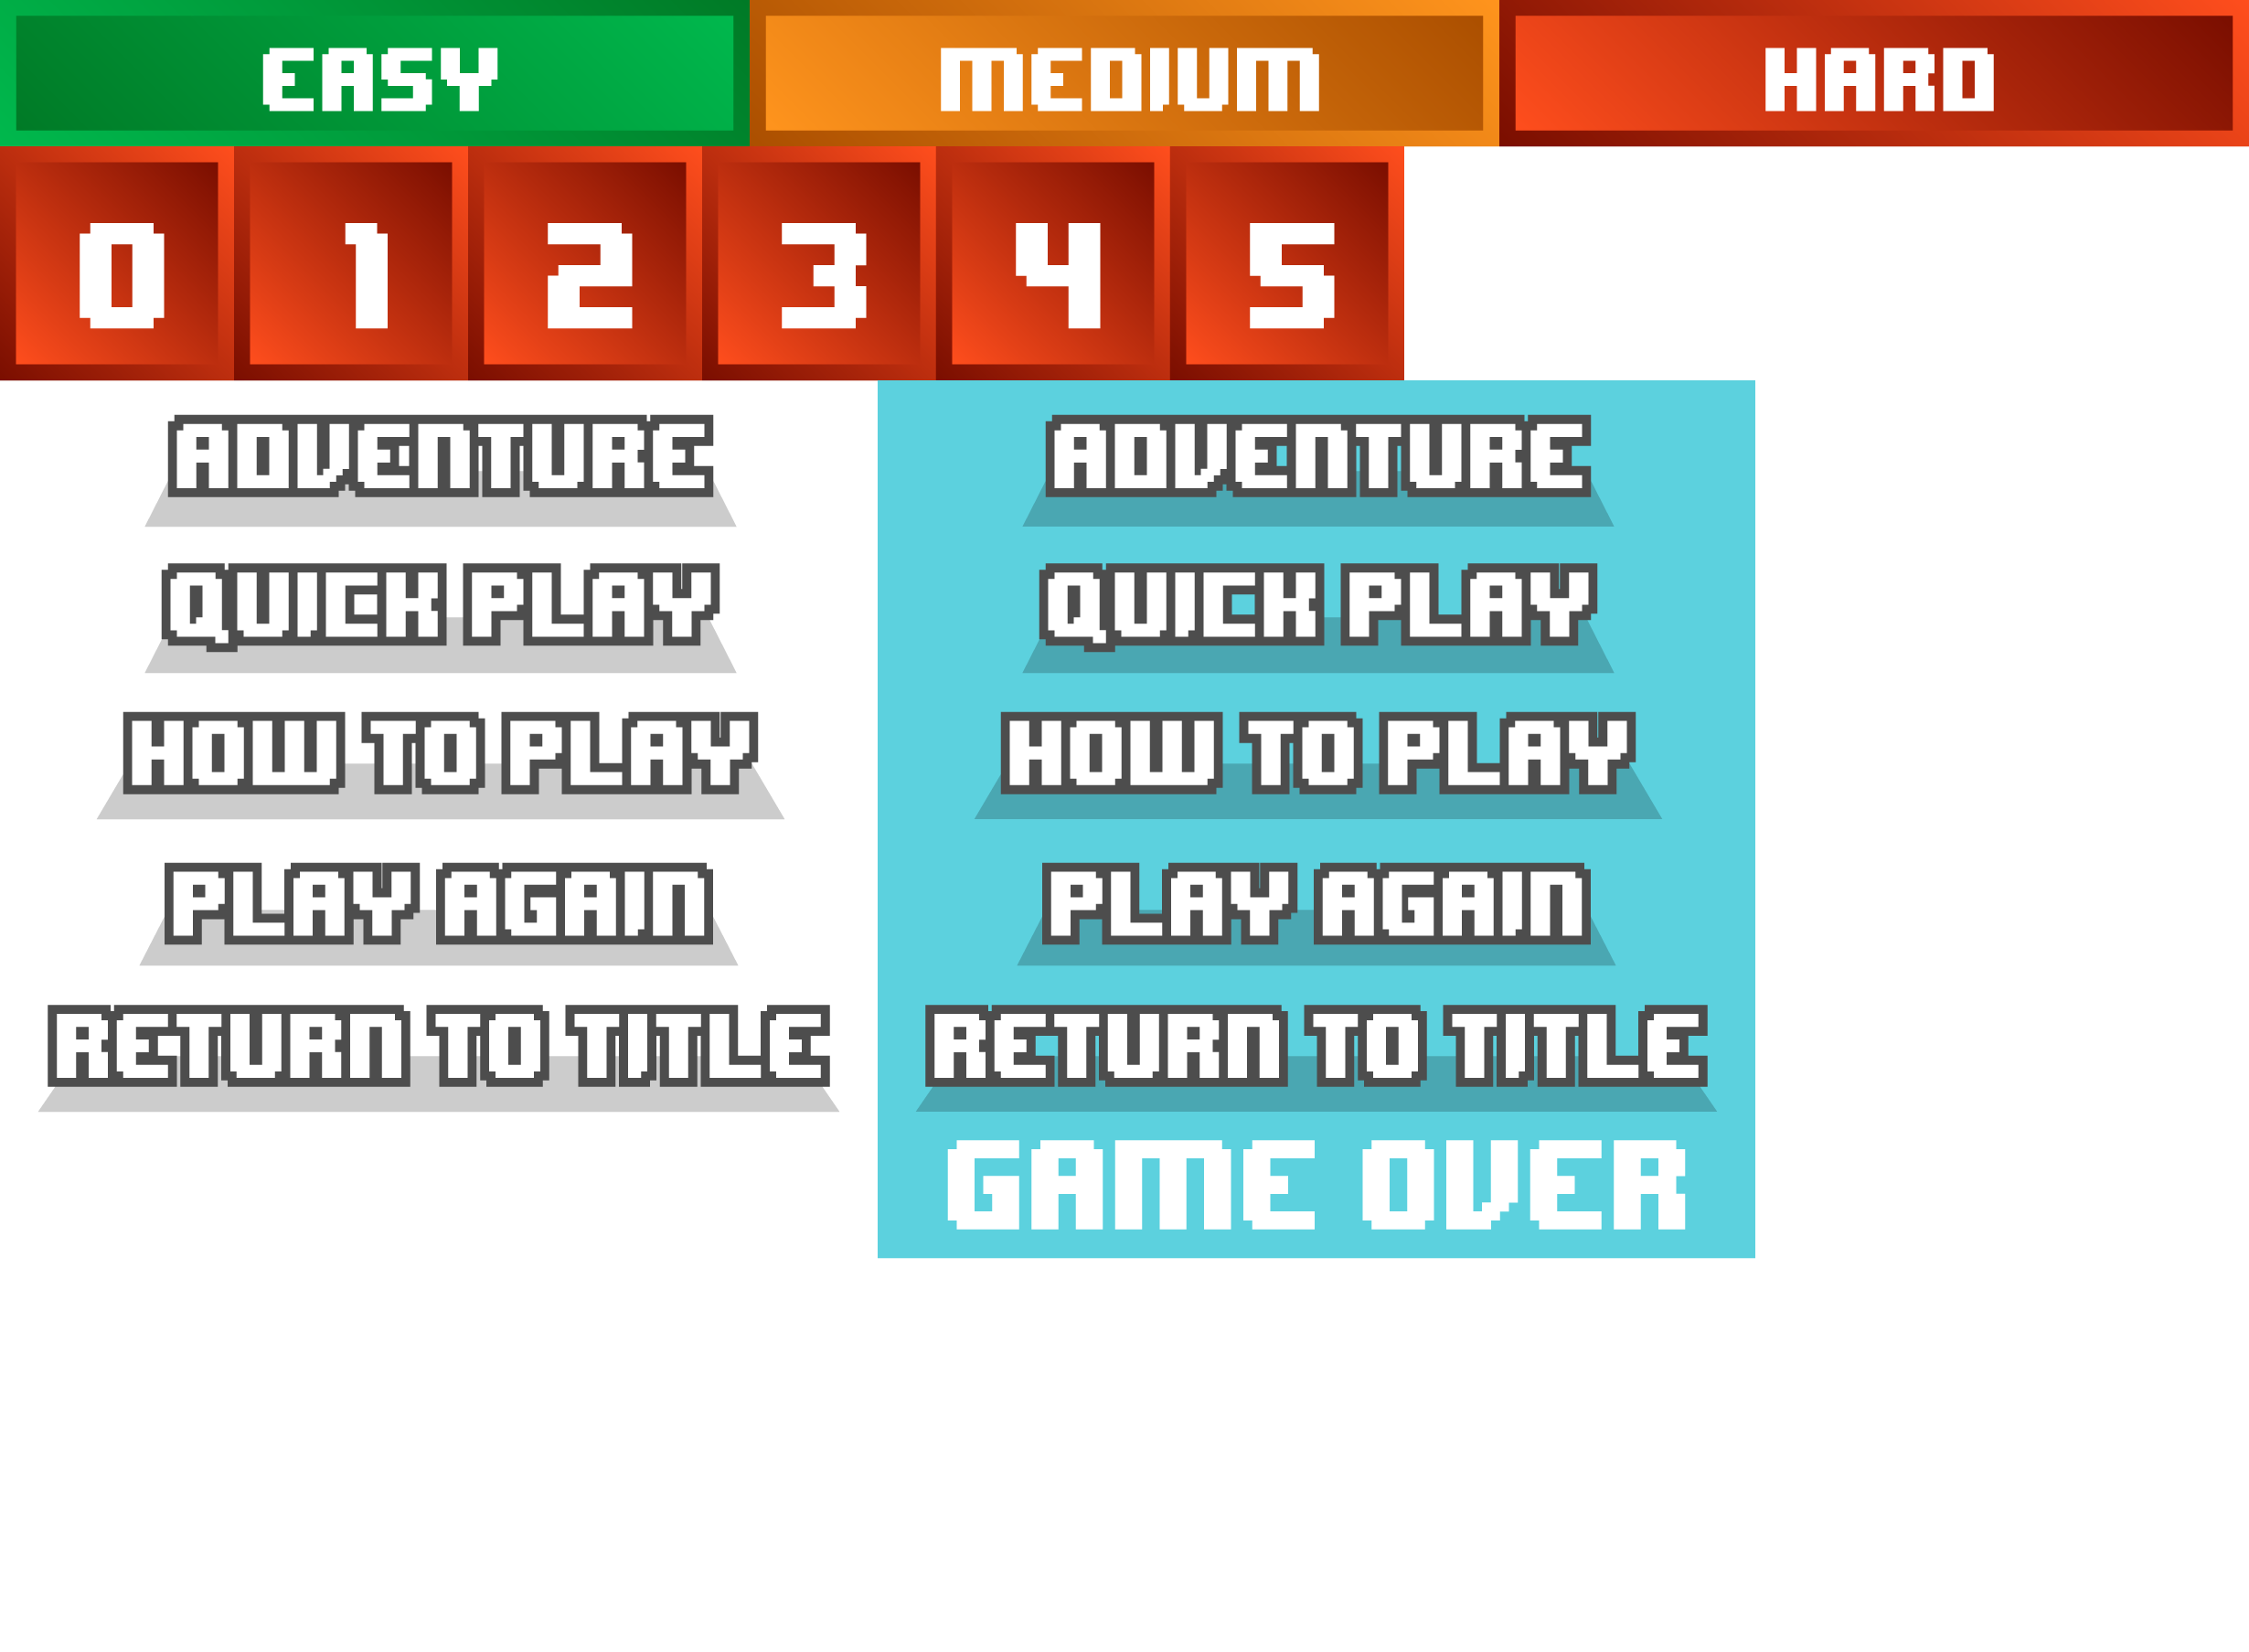 EASY MEDIUM HARD
0 1 2 3 4 5
ADVENTURE ADVENTURE
QUICK PLAY QUICK PLAY
HOW TO PLAY HOW TO PLAY
PLAY AGAIN PLAY AGAIN
RETURN TO TITLE RETURN TO TITLE
GAME OVER